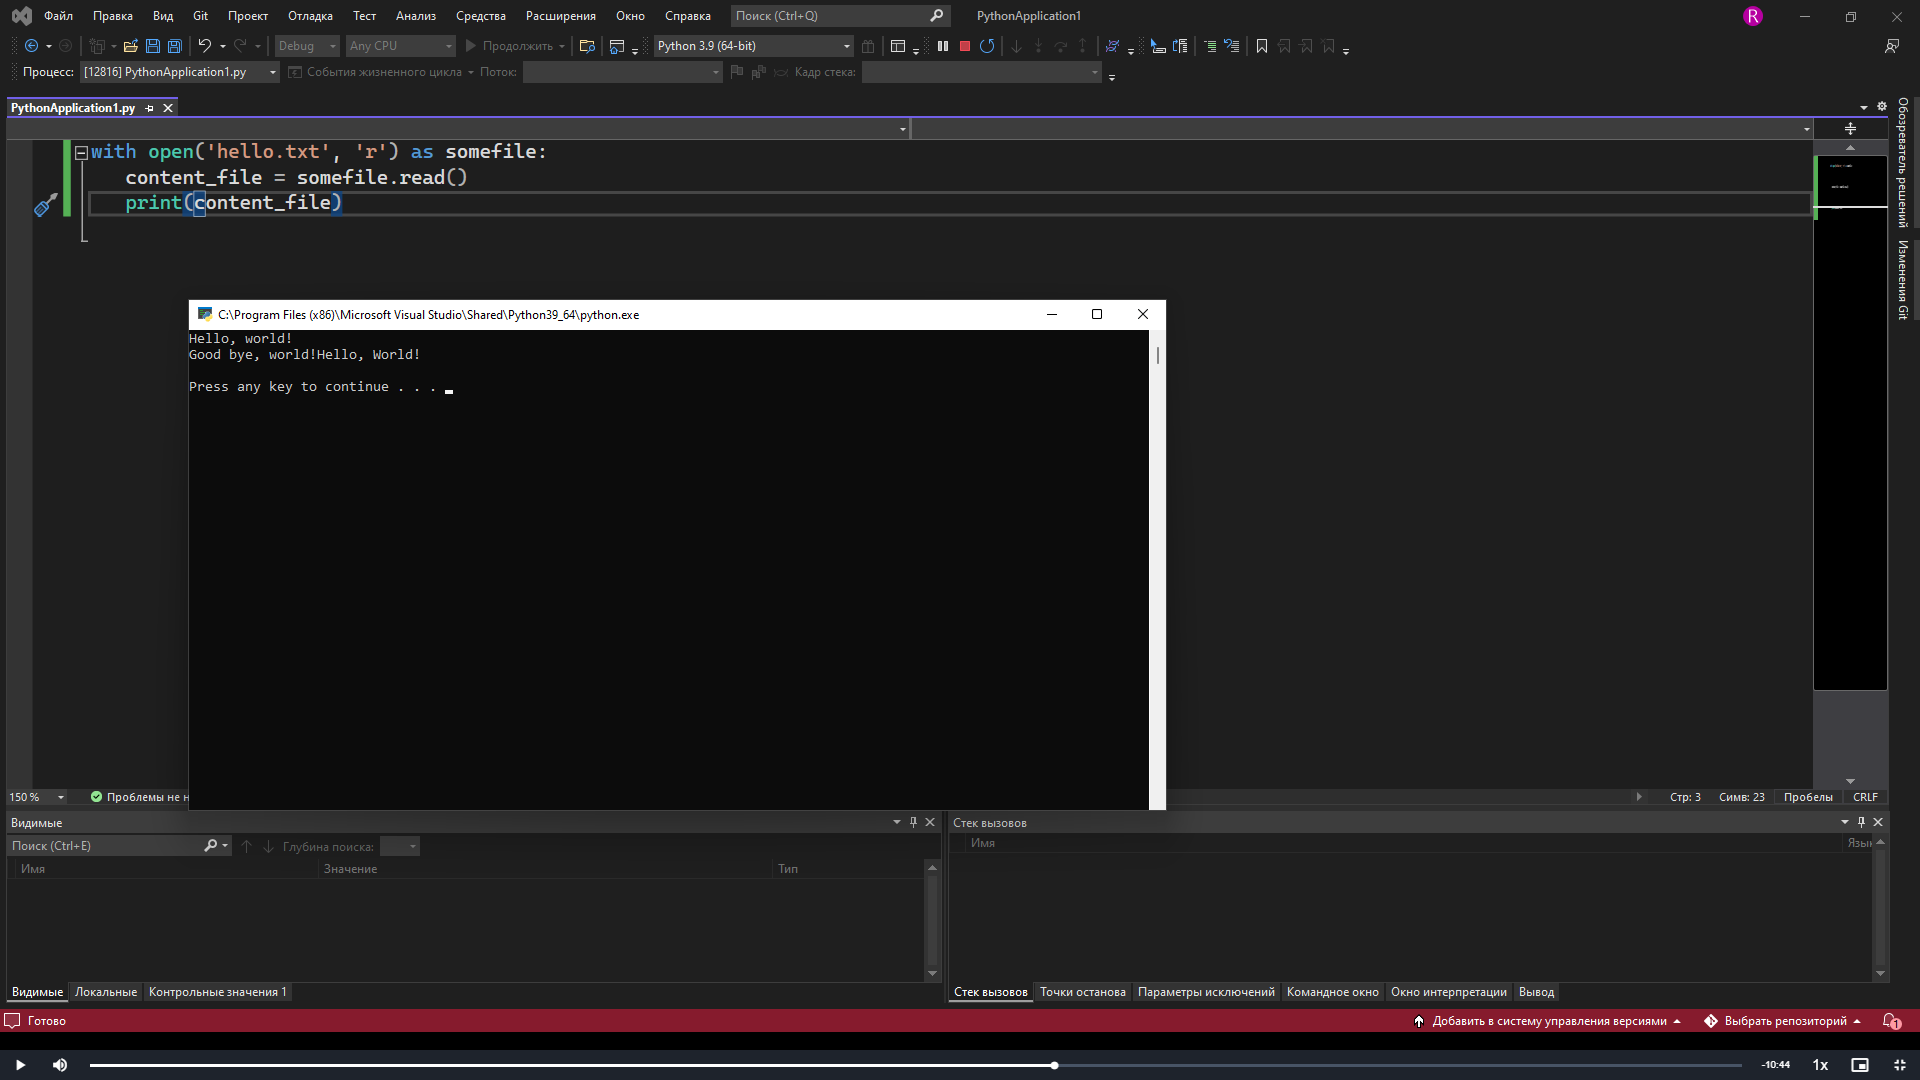 Файл Правка Вид Git Проект Отладка Тест Анализ Средства Расширения Окно Справка Поиск (Ctrl+Q) PythonApplication1 R
Debug Any CPU Продолжить Python 3.9 (64-bit)
Процесс: [12816] PythonApplication1.py События жизненного цикла Поток: Кадр стека:
PythonApplication1.py
with open('hello.txt', 'r') as somefile:
content_file = somefile.read()
print(content_file)
Обозреватель решений
Изменения Git
C:\Program Files (x86)\Microsoft Visual Studio\Shared\Python39_64\python.exe
Hello, world!
Good bye, world!Hello, World!
Press any key to continue . . .
150 % Проблемы не н Стр: 3 Симв: 23 Пробелы CRLF
Видимые
Поиск (Ctrl+E) Глубина поиска:
Имя Значение Тип
Видимые Локальные Контрольные значения 1
Стек вызовов
Имя Язык
Стек вызовов Точки останова Параметры исключений Командное окно Окно интерпретации Вывод
Готово Добавить в систему управления версиями Выбрать репозиторий 1
-10:44 1x